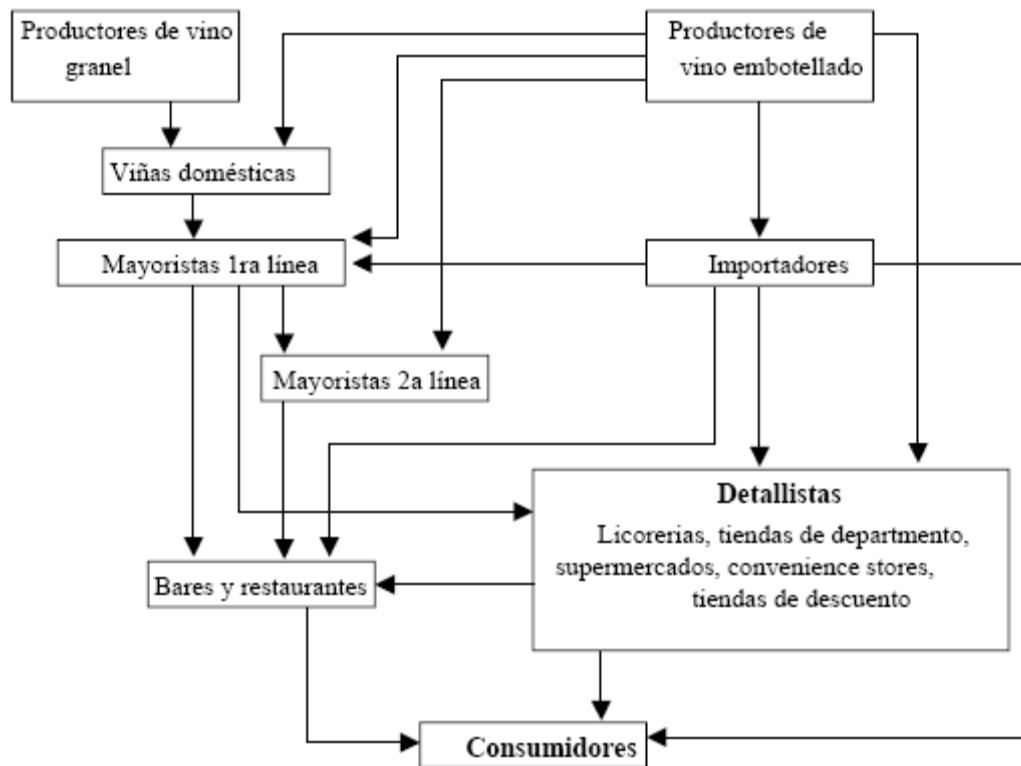 Productores de vino
granel
Productores de
vino embotellado
Viñas domésticas
Mayoristas 1ra línea
Importadores
Mayoristas 2a línea
Detallistas
Licorerias, tiendas de departmento,
supermercados, convenience stores,
tiendas de descuento
Bares y restaurantes
Consumidores